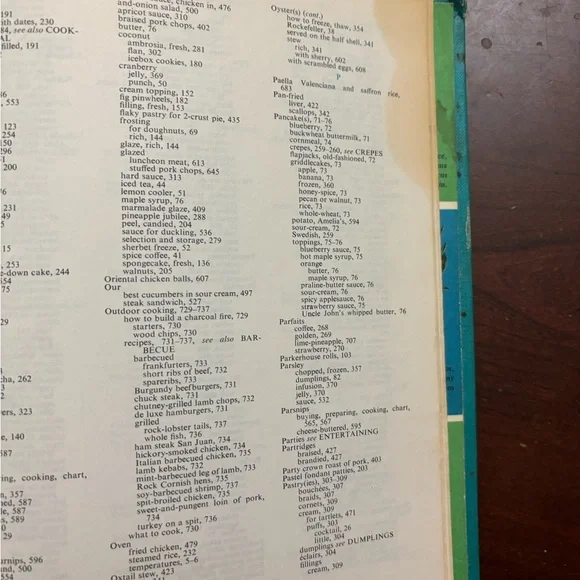 191
with dates, 230
84, see also COOK-
AL
filled, 191
, 553
123
254
150
296
51
200
231
49
5
15
, 253
e-down cake, 244
654
75
729
cha, 262
2
ers, 323
e, 140
587
ing, cooking, chart,
n, 357
ned, 587
le, 587
s, 589
0
29
urnips, 596
and, 500
chicken in, 476
and-onion salad, 500
apricot sauce, 310
braised pork chops, 402
butter, 76
coconut
ambrosia, fresh, 281
flan, 302
icebox cookies, 180
cranberry
jelly, 369
punch, 50
cream topping, 152
fig pinwheels, 182
filling, fresh, 153
flaky pastry for 2-crust pie, 435
frosting
for doughnuts, 69
rich, 144
glaze, rich, 144
glazed
luncheon meat, 613
stuffed pork chops, 645
hard sauce, 313
iced tea, 44
lemon cooler, 51
maple syrup, 76
marmalade glaze, 409
pineapple jubilee, 288
peel, candied, 204
sauce for duckling, 536
selection and storage, 279
sherbet freeze, 52
spice coffee, 41
spongecake, fresh, 136
walnuts, 205
Oriental chicken balls, 607
Our
best cucumbers in sour cream, 497
steak sandwich, 527
Outdoor cooking, 729-737
how to build a charcoal fire, 729
starters, 730
wood chips, 730
recipes, 731-737, see also BAR-
BECUE
barbecued
frankfurters, 733
short ribs of beef, 732
spareribs, 733
Burgundy beefburgers, 731
chuck steak, 731
chutney-grilled lamb chops, 732
de luxe hamburgers, 731
grilled
rock-lobster tails, 737
whole fish, 736
ham steak San Juan, 734
hickory-smoked chicken, 734
Italian barbecued chicken, 735
lamb kebabs, 732
mint-barbecued leg of lamb, 733
Rock Cornish hens, 735
soy-barbecued shrimp, 737
spit-broiled chicken, 735
sweet-and-pungent loin of pork,
734
turkey on a spit, 736
what to cook, 730
Oven
fried chicken, 479
steamed rice, 232
temperatures, 5-6
Oxtail stew, 423
Oyster(s) (cont.)
how to freeze, thaw, 354
Rockefeller, 38
served on the half shell, 341
stew
rich, 341
with sherry, 602
with scrambled eggs, 608
P
Paella Valenciana and saffron rice,
683
Pan-fried
liver, 422
scallops, 342
Pancake(s), 71-76
blueberry, 72
buckwheat buttermilk, 71
cornmeal, 74
crepes, 259-260, see CREPES
flapjacks, old-fashioned, 72
griddlecakes, 73
apple, 73
banana, 73
frozen, 360
honey-spice, 73
pecan or walnut, 73
rice, 73
whole-wheat, 73
potato, Amelia's, 594
sour-cream, 72
Swedish, 259
toppings, 75-76
blueberry sauce, 75
hot maple syrup, 75
orange
butter, 76
maple syrup, 76
praline-butter sauce, 76
sour-cream, 76
spicy applesauce, 76
strawberry sauce, 75
Uncle John's whipped butter, 76
Parfaits
coffee, 268
golden, 269
lime-pineapple, 707
strawberry, 270
Parkerhouse rolls, 103
Parsley
chopped, frozen, 357
dumplings, 82
infusion, 370
jelly, 370
sauce, 532
Parsnips
buying, preparing, cooking, chart,
565, 567
cheese-buttered, 595
Parties see ENTERTAINING
Partridges
braised, 427
brandied, 427
Party crown roast of pork, 403
Pastel fondant patties, 203
Pastry(ies), 303-309
bouchées, 307
braids, 307
cornets, 309
cream, 309
for tartlets, 471
puffs, 303
cocktail, 26
little, 304
dumplings see DUMPLINGS
éclairs, 304
fillings
cream, 309